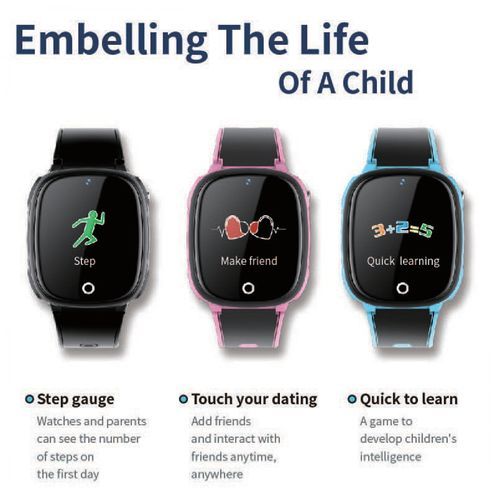 Embelling The Life
Of A Child
Step
Make friend
3+2=5
Quick learning
Step gauge
Watches and parents
can see the number
of steps on
the first day
Touch your dating
Add friends
and interact with
friends anytime,
anywhere
Quick to learn
A game to
develop children's
intelligence